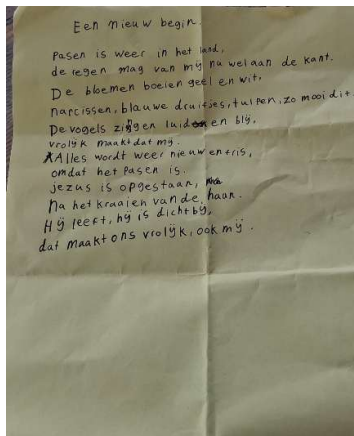 Een nieuw begin.
Pasen is weer in het land,
de regen mag van mij nu wel aan de kant.
De bloemen boeien geel en wit.
narcissen, blauwe druifjes, tulpen, zo mooi dit.
De vogels zingen luid en blij,
vrolijk maakt dat mij.
Alles wordt weer nieuw en fris,
omdat het Pasen is.
jezus is opgestaan,
na het kraaien van de haan.
Hij leeft, hij is dichtbij,
dat maakt ons vrolijk, ook mij.